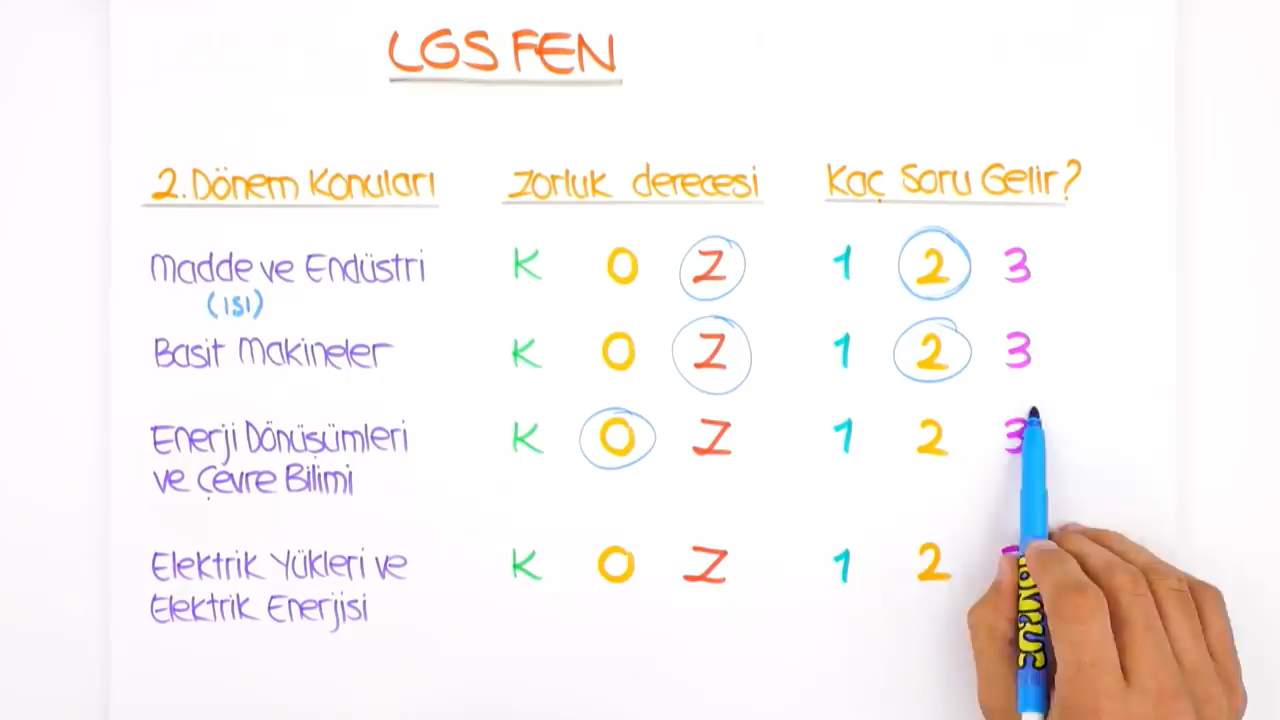 LGS FEN
2. Dönem Konuları Zorluk derecesi Kaç Soru Gelir?
Madde ve Endüstri K O Z 1 2 3
(ısı)
Basit Makineler K O Z 1 2 3
Enerji Dönüşümleri K O Z 1 2 3
ve Çevre Bilimi
Elektrik Yükleri ve K O Z 1 2
Elektrik Enerjisi